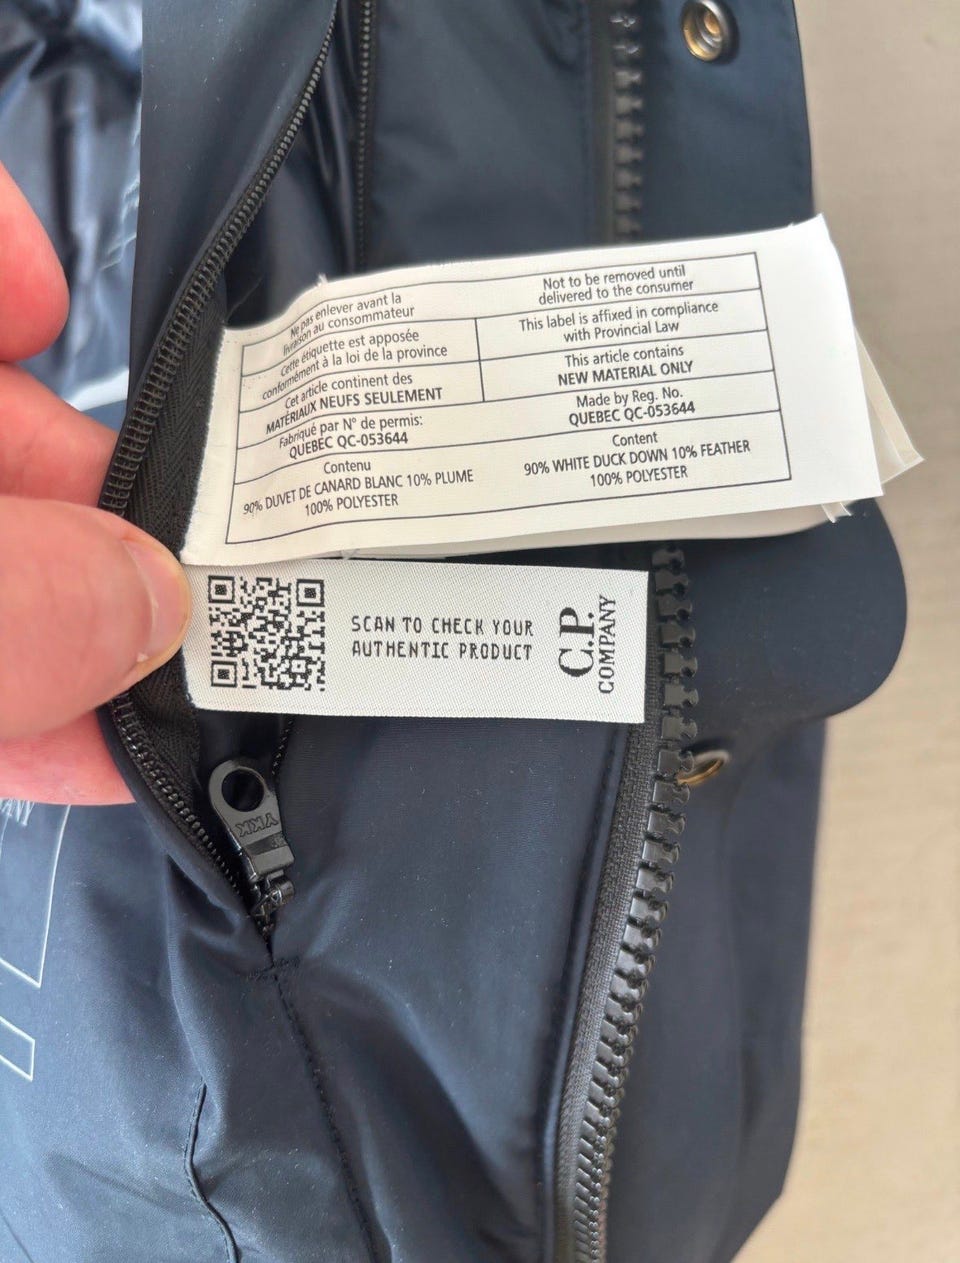 Ne pas enlever avant la
livraison au consommateur
Not to be removed until
delivered to the consumer
Cette étiquette est apposée
conformément à la loi de la province
This label is affixed in compliance
with Provincial Law
Cet article continent des
MATÉRIAUX NEUFS SEULEMENT
This article contains
NEW MATERIAL ONLY
Fabriqué par N° de permis:
QUEBEC QC-053644
Made by Reg. No.
QUEBEC QC-053644
Contenu
90% DUVET DE CANARD BLANC 10% PLUME
100% POLYESTER
Content
90% WHITE DUCK DOWN 10% FEATHER
100% POLYESTER
SCAN TO CHECK YOUR
AUTHENTIC PRODUCT
C.P.
COMPANY
YKK